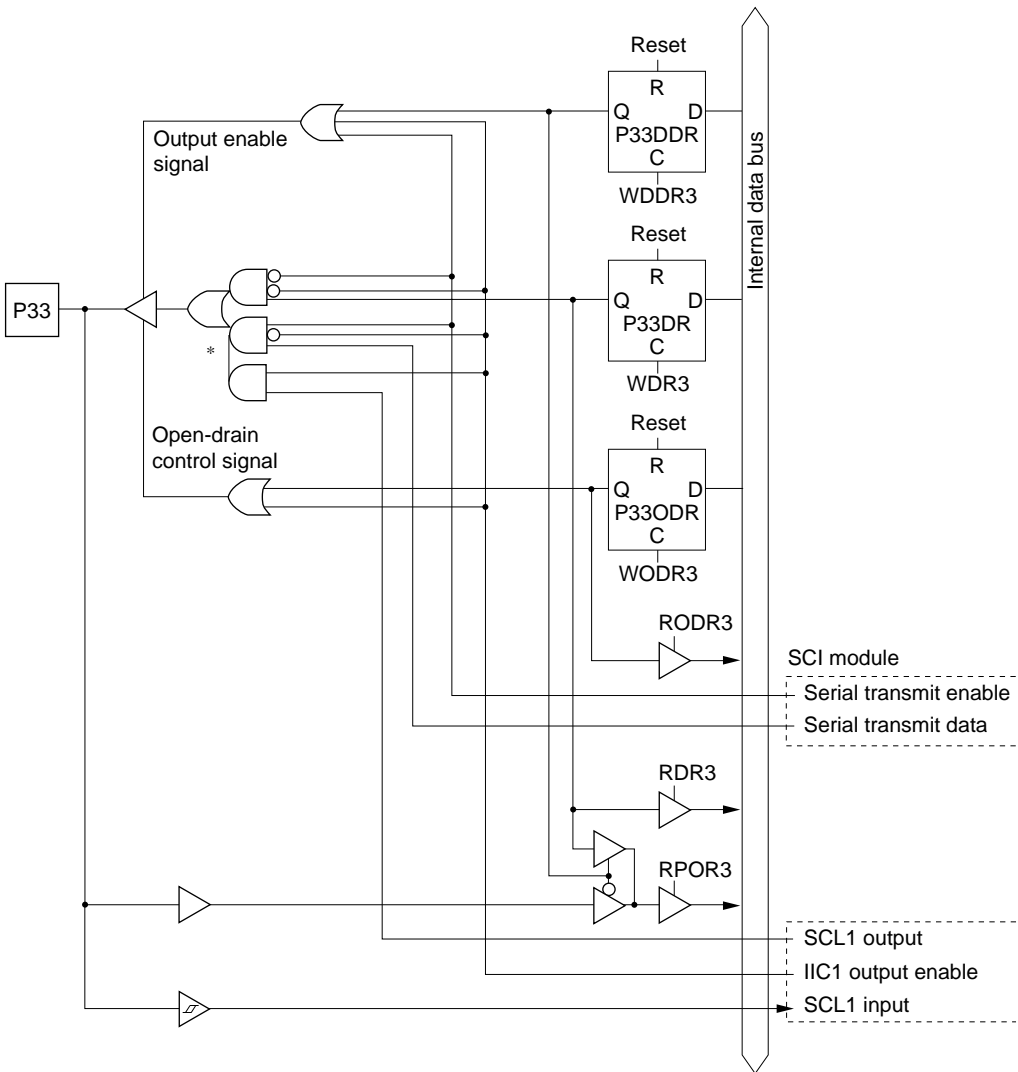 Reset
R
Q D
P33DDR
C
WDDR3
Output enable
signal
Internal data bus
Reset
R
Q D
P33DR
C
WDR3
P33
*
Open-drain
control signal
Reset
R
Q D
P33ODR
C
WODR3
RODR3
SCI module
Serial transmit enable
Serial transmit data
RDR3
RPOR3
SCL1 output
IIC1 output enable
SCL1 input